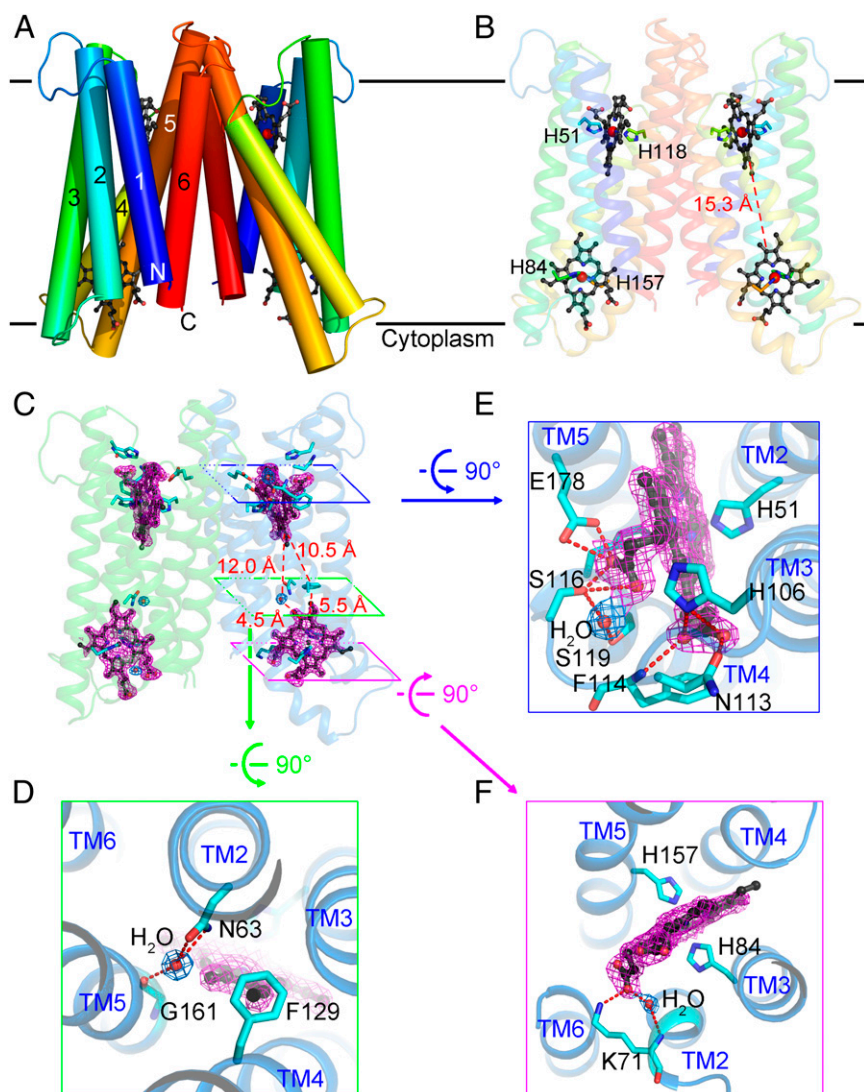 A
B
5
H51
H118
3
2
1
6
15.3 Å
4
N
H84
H157
C
Cytoplasm
C
E
TM5
90°
TM2
E178
H51
10.5 Å
12.0 Å
TM3
S116
H106
5.5 Å
4.5 Å
H2O
S119
TM4
F114
N113
90°
90°
D
F
TM6
TM2
TM5
TM4
H157
H2O
N63
TM3
H84
TM5
TM3
G161
F129
H2O
TM6
K71
TM2
TM4